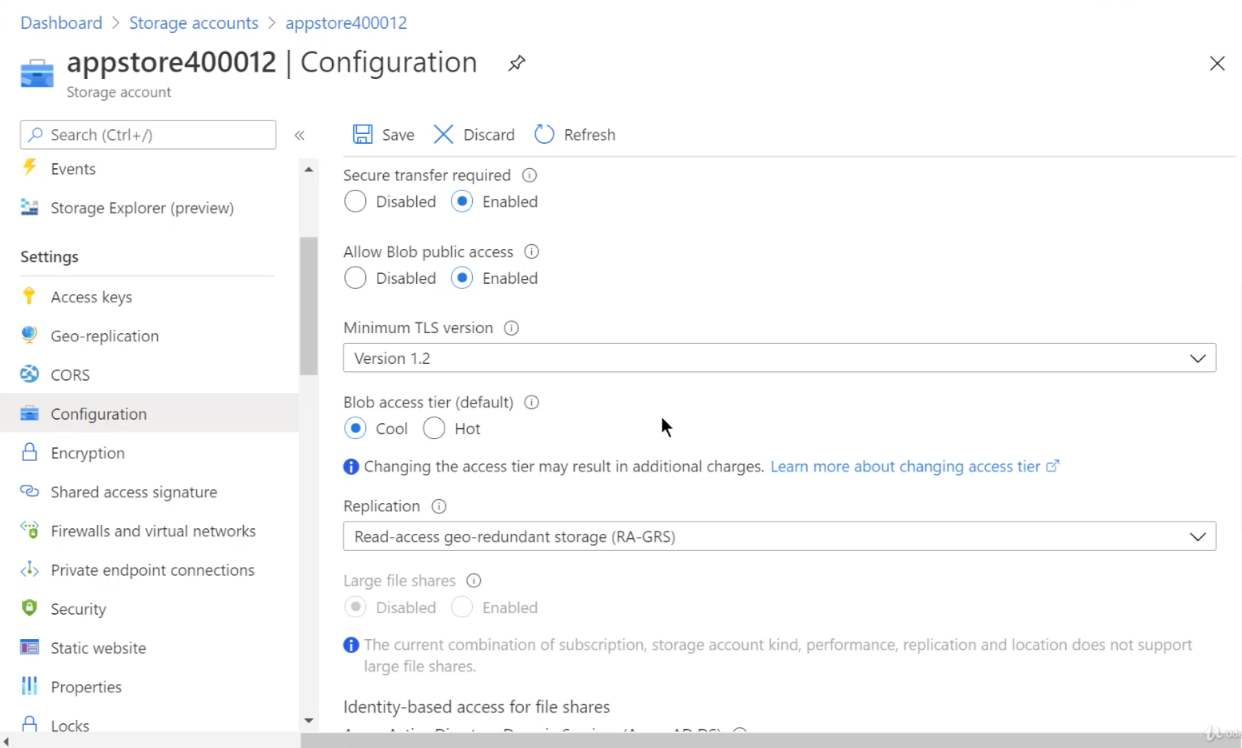 Dashboard > Storage accounts > appstore400012
appstore400012 | Configuration
Storage account
Search (Ctrl+/)
«
Save
Discard
Refresh
Events
Storage Explorer (preview)
Settings
Access keys
Geo-replication
CORS
Configuration
Encryption
Shared access signature
Firewalls and virtual networks
Private endpoint connections
Security
Static website
Properties
Locks
Secure transfer required
Disabled
Enabled
Allow Blob public access
Disabled
Enabled
Minimum TLS version
Version 1.2
Blob access tier (default)
Cool
Hot
Changing the access tier may result in additional charges. Learn more about changing access tier
Replication
Read-access geo-redundant storage (RA-GRS)
Large file shares
Disabled
Enabled
The current combination of subscription, storage account kind, performance, replication and location does not support
large file shares.
Identity-based access for file shares